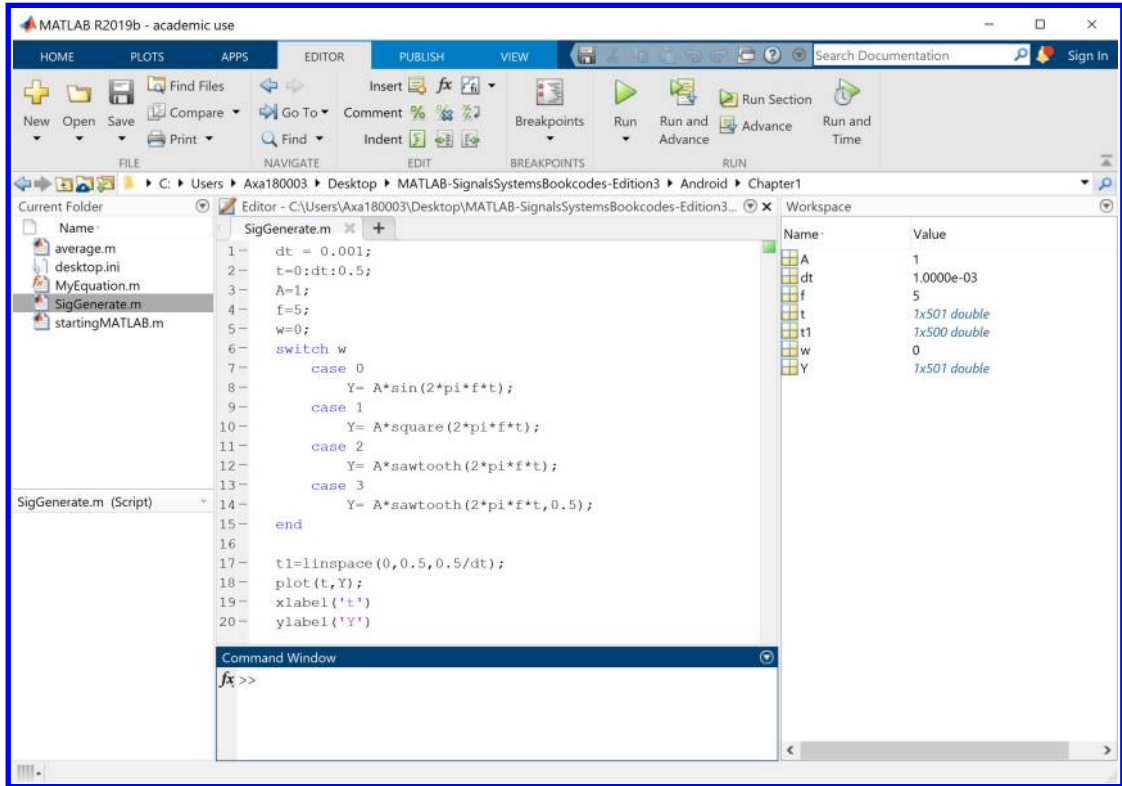 MATLAB R2019b - academic use
HOME PLOTS APPS EDITOR PUBLISH VIEW Search Documentation Sign In
New Open Save Find Files Compare Print
FILE
Go To Find
NAVIGATE
Insert fx
Comment %
Indent
EDIT
Breakpoints
BREAKPOINTS
Run Run and Advance Run Section Advance Run and Time
RUN
C: Users Axa180003 Desktop MATLAB-SignalsSystemsBookcodes-Edition3 Android Chapter1
Current Folder
Name
average.m
desktop.ini
MyEquation.m
SigGenerate.m
startingMATLAB.m
SigGenerate.m (Script)
Editor - C:\Users\Axa180003\Desktop\MATLAB-SignalsSystemsBookcodes-Edition3...
SigGenerate.m +
1 - dt = 0.001;
2 - t=0:dt:0.5;
3 - A=1;
4 - f=5;
5 - w=0;
6 - switch w
7 - case 0
8 - Y= A*sin(2*pi*f*t);
9 - case 1
10 - Y= A*square(2*pi*f*t);
11 - case 2
12 - Y= A*sawtooth(2*pi*f*t);
13 - case 3
14 - Y= A*sawtooth(2*pi*f*t,0.5);
15 - end
16
17 - t1=linspace(0,0.5,0.5/dt);
18 - plot(t,Y);
19 - xlabel('t')
20 - ylabel('Y')
Command Window
fx >>
Workspace
Name Value
A 1
dt 1.0000e-03
f 5
t 1x501 double
t1 1x500 double
w 0
Y 1x501 double